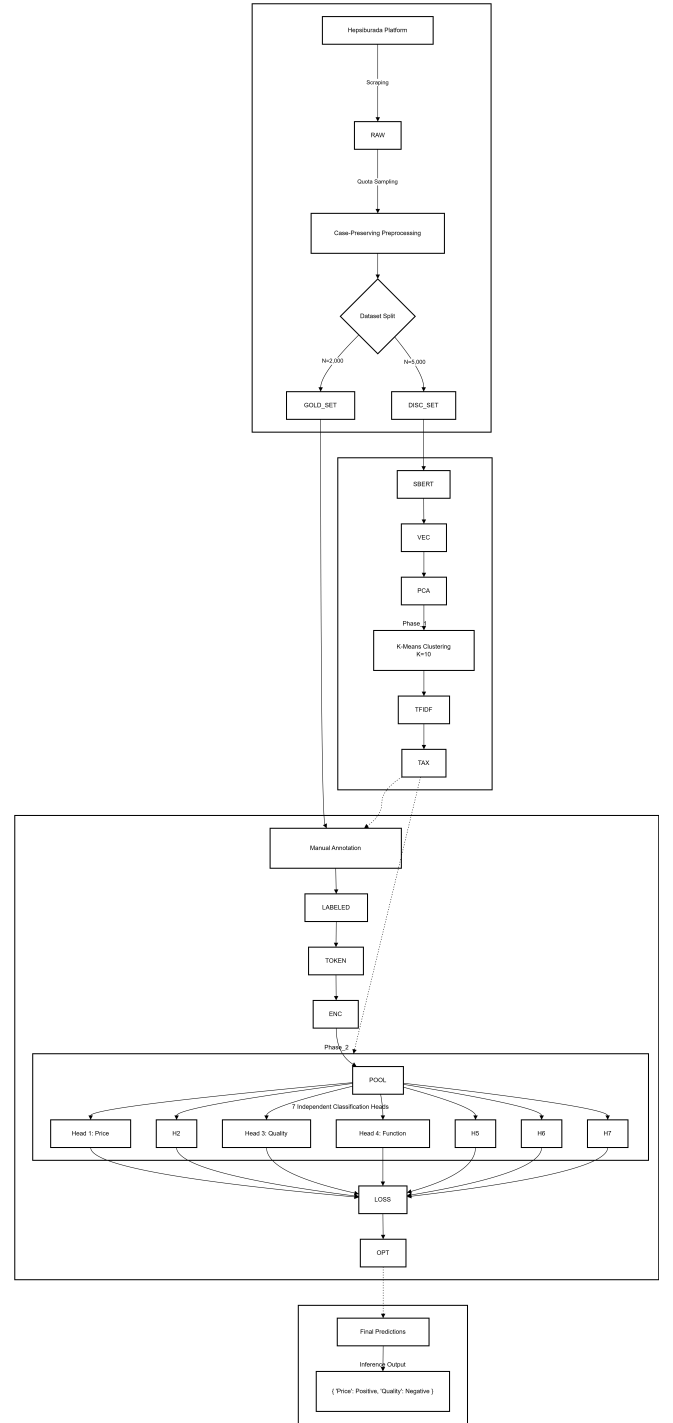 Hepsiburada Platform
Scraping
RAW
Quota Sampling
Case-Preserving Preprocessing
Dataset Split
N=2,000
N=5,000
GOLD_SET
DISC_SET
SBERT
VEC
PCA
Phase_1
K-Means Clustering
K=10
TFIDF
TAX
Manual Annotation
LABELED
TOKEN
ENC
Phase_2
POOL
7 Independent Classification Heads
Head 1: Price
H2
Head 3: Quality
Head 4: Function
H5
H6
H7
LOSS
OPT
Final Predictions
Inference Output
{ 'Price': Positive, 'Quality': Negative }